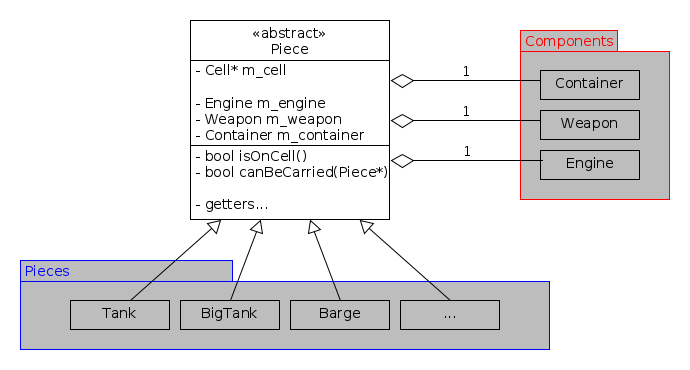 «abstract»
Piece
- Cell* m_cell
- Engine m_engine
- Weapon m_weapon
- Container m_container
- bool isOnCell()
- bool canBeCarried(Piece*)
- getters...
1
1
1
Components
Container
Weapon
Engine
Pieces
Tank
BigTank
Barge
...